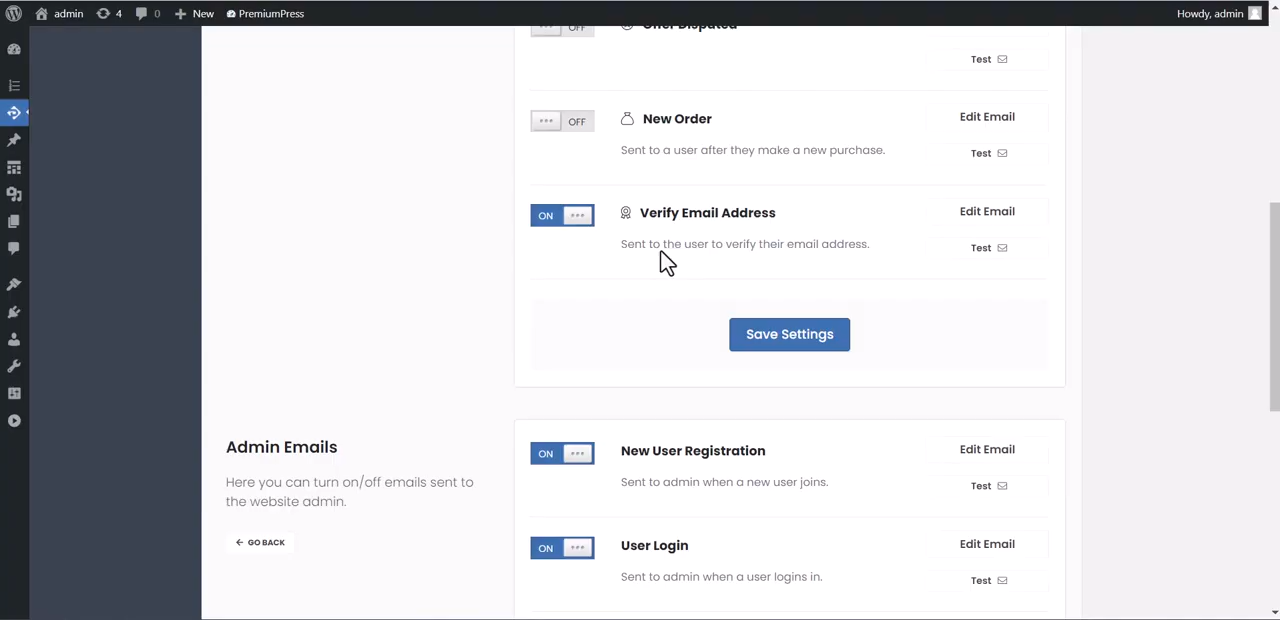 admin 4 0 New PremiumPress Howdy, admin
OFF Offer Disputed
Test
OFF New Order Edit Email
Sent to a user after they make a new purchase.
Test
ON Verify Email Address Edit Email
Sent to the user to verify their email address.
Test
Save Settings
Admin Emails
Here you can turn on/off emails sent to
the website admin.
GO BACK
ON New User Registration Edit Email
Sent to admin when a new user joins.
Test
ON User Login Edit Email
Sent to admin when a user logins in.
Test